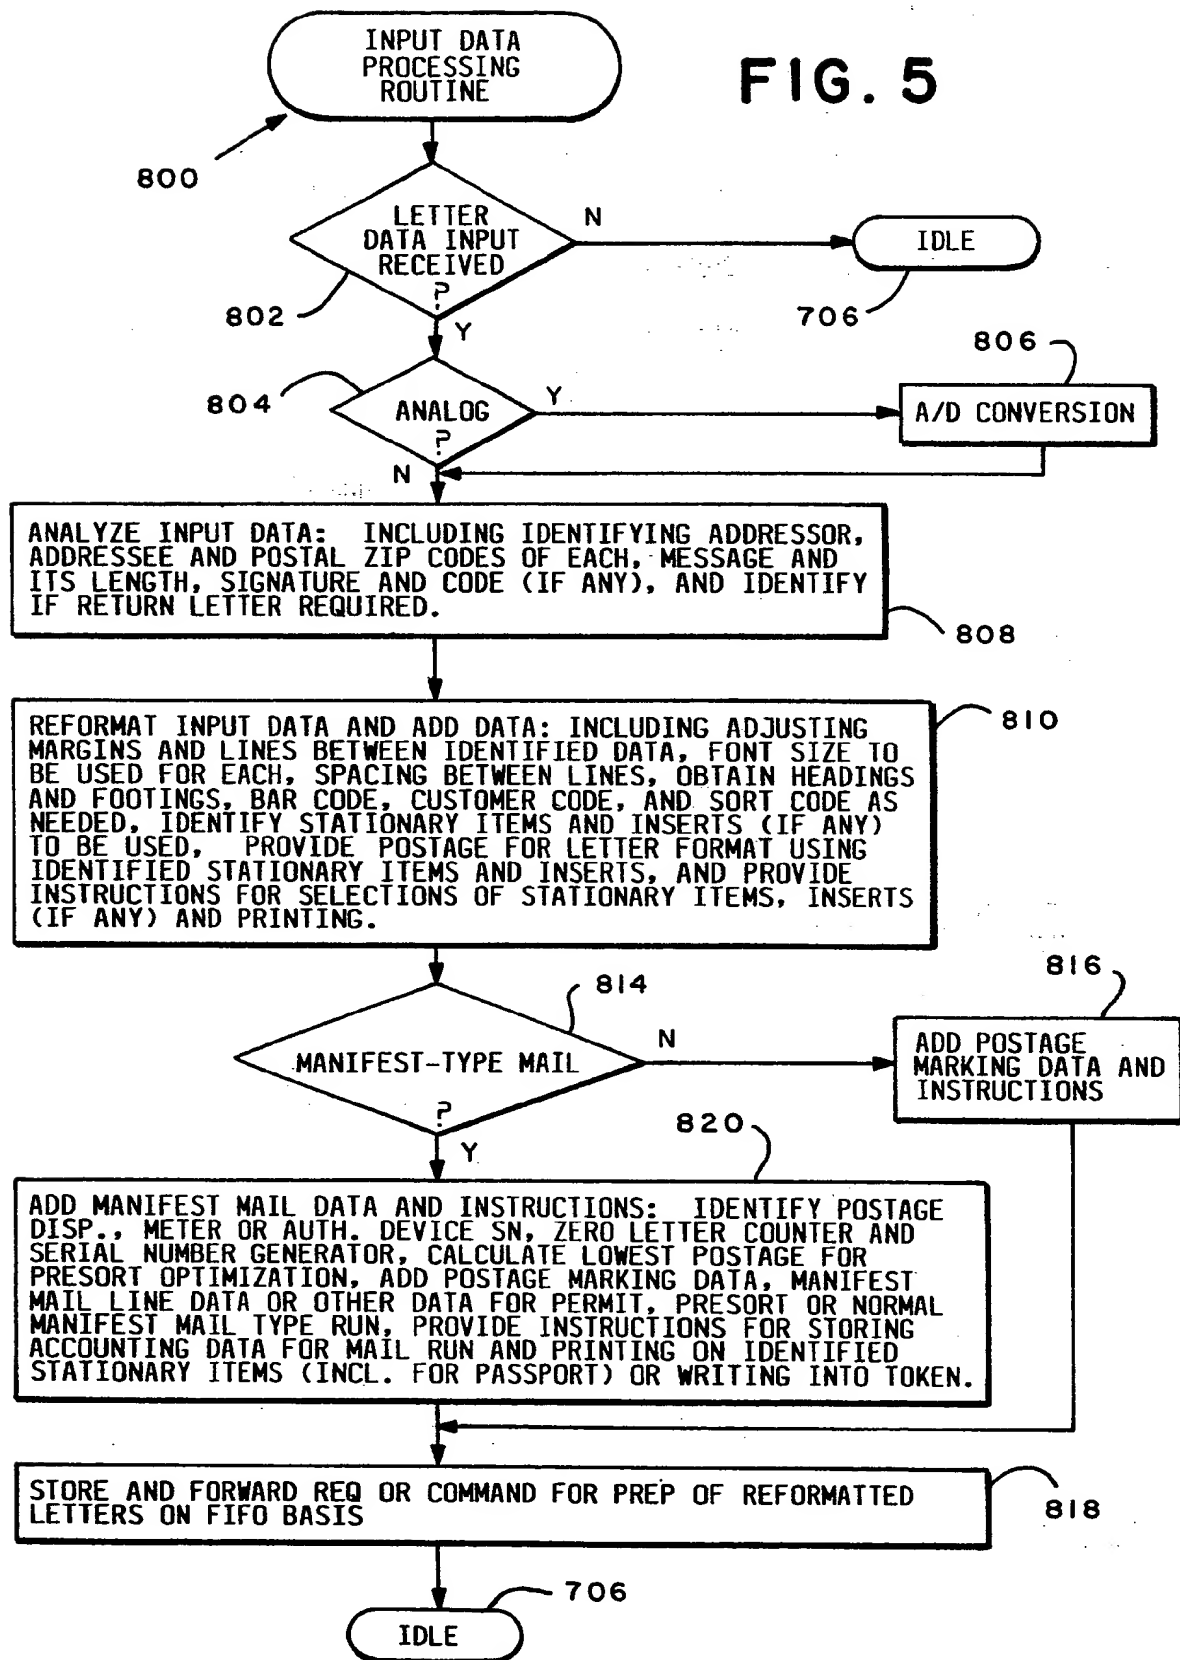 INPUT DATA
PROCESSING
ROUTINE
FIG. 5
800
LETTER
DATA INPUT
RECEIVED
?
N
IDLE
802
706
Y
806
804
ANALOG
?
Y
A/D CONVERSION
N
ANALYZE INPUT DATA: INCLUDING IDENTIFYING ADDRESSOR,
ADDRESSEE AND POSTAL ZIP CODES OF EACH, MESSAGE AND
ITS LENGTH, SIGNATURE AND CODE (IF ANY), AND IDENTIFY
IF RETURN LETTER REQUIRED.
808
810
REFORMAT INPUT DATA AND ADD DATA: INCLUDING ADJUSTING
MARGINS AND LINES BETWEEN IDENTIFIED DATA, FONT SIZE TO
BE USED FOR EACH, SPACING BETWEEN LINES, OBTAIN HEADINGS
AND FOOTINGS, BAR CODE, CUSTOMER CODE, AND SORT CODE AS
NEEDED, IDENTIFY STATIONARY ITEMS AND INSERTS (IF ANY)
TO BE USED, PROVIDE POSTAGE FOR LETTER FORMAT USING
IDENTIFIED STATIONARY ITEMS AND INSERTS, AND PROVIDE
INSTRUCTIONS FOR SELECTIONS OF STATIONARY ITEMS, INSERTS
(IF ANY) AND PRINTING.
814
816
MANIFEST-TYPE MAIL
?
N
ADD POSTAGE
MARKING DATA AND
INSTRUCTIONS
Y
820
ADD MANIFEST MAIL DATA AND INSTRUCTIONS: IDENTIFY POSTAGE
DISP., METER OR AUTH. DEVICE SN, ZERO LETTER COUNTER AND
SERIAL NUMBER GENERATOR, CALCULATE LOWEST POSTAGE FOR
PRESORT OPTIMIZATION, ADD POSTAGE MARKING DATA, MANIFEST
MAIL LINE DATA OR OTHER DATA FOR PERMIT, PRESORT OR NORMAL
MANIFEST MAIL TYPE RUN, PROVIDE INSTRUCTIONS FOR STORING
ACCOUNTING DATA FOR MAIL RUN AND PRINTING ON IDENTIFIED
STATIONARY ITEMS (INCL. FOR PASSPORT) OR WRITING INTO TOKEN.
STORE AND FORWARD REQ OR COMMAND FOR PREP OF REFORMATTED
LETTERS ON FIFO BASIS
818
706
IDLE